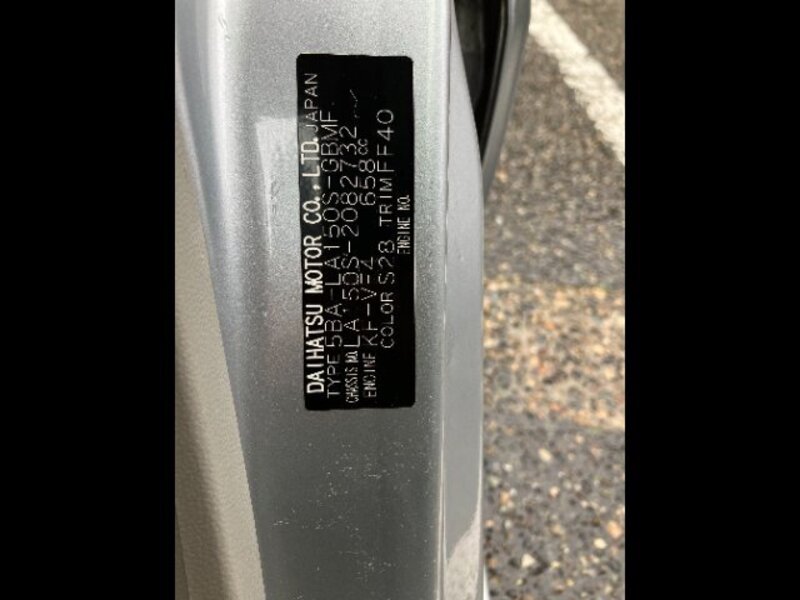 DAIHATSU MOTOR CO., LTD. JAPAN
TYPE 5BA-LA150S-GBMF
CHASSIS NO. LA150S-2082732
ENGINE KF-VE4 658cc
COLOR S28 TRIM FF40
ENGINE NO.